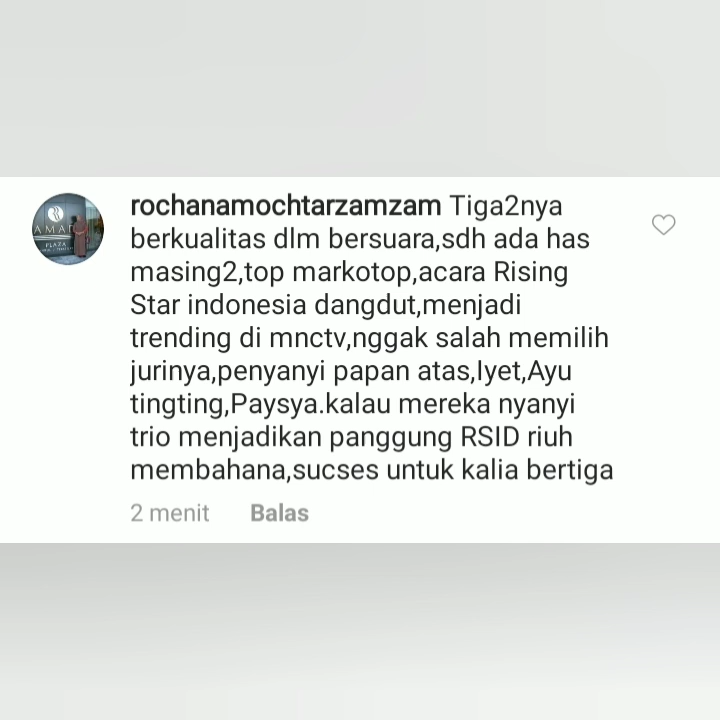 rochanamochtarzamzam Tiga2nya
berkualitas dlm bersuara,sdh ada has
masing2,top markotop,acara Rising
Star indonesia dangdut,menjadi
trending di mnctv,nggak salah memilih
jurinya,penyanyi papan atas,Iyet,Ayu
tingting,Paysya.kalau mereka nyanyi
trio menjadikan panggung RSID riuh
membahana,sucses untuk kalia bertiga
2 menit Balas
AMA
PLAZA